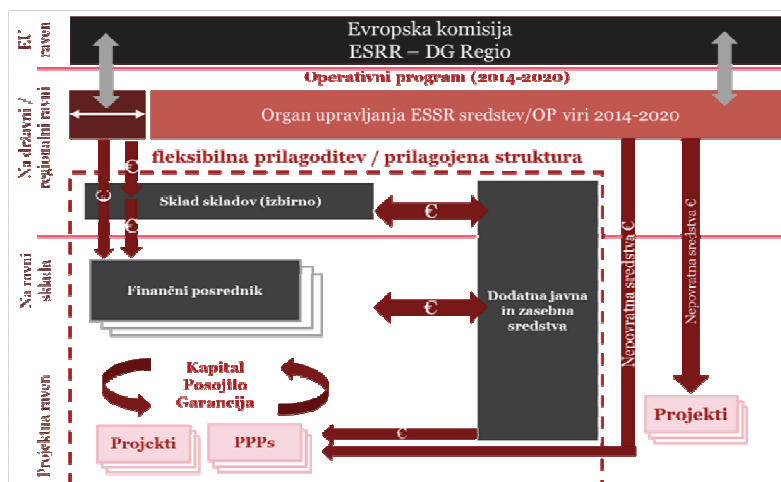 EU
raven
Evropska komisija
ESRR – DG Regio
Operativni program (2014-2020)
Na državni /
regionalni ravni
Organ upravljanja ESSR sredstev/OP viri 2014-2020
fleksibilna prilagoditev / prilagojena struktura
€
€
€
Sklad skladov (izbirno)
€
Na ravni
sklada
Finančni posrednik
€
Dodatna javna
in zasebna
sredstva
Nepovratna sredstva €
Nepovratna sredstva €
Projektna raven
Kapital
Posojilo
Garancija
Projekti
PPPs
€
Projekti